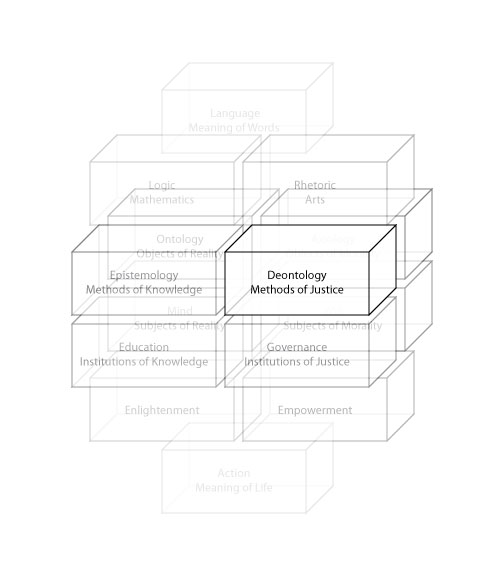 Language
Meaning of Words
Logic
Mathematics
Rhetoric
Arts
Ontology
Objects of Reality
Epistemology
Methods of Knowledge
Deontology
Methods of Justice
Mind
Subjects of Reality
Subjects of Morality
Education
Institutions of Knowledge
Governance
Institutions of Justice
Enlightenment
Empowerment
Action
Meaning of Life